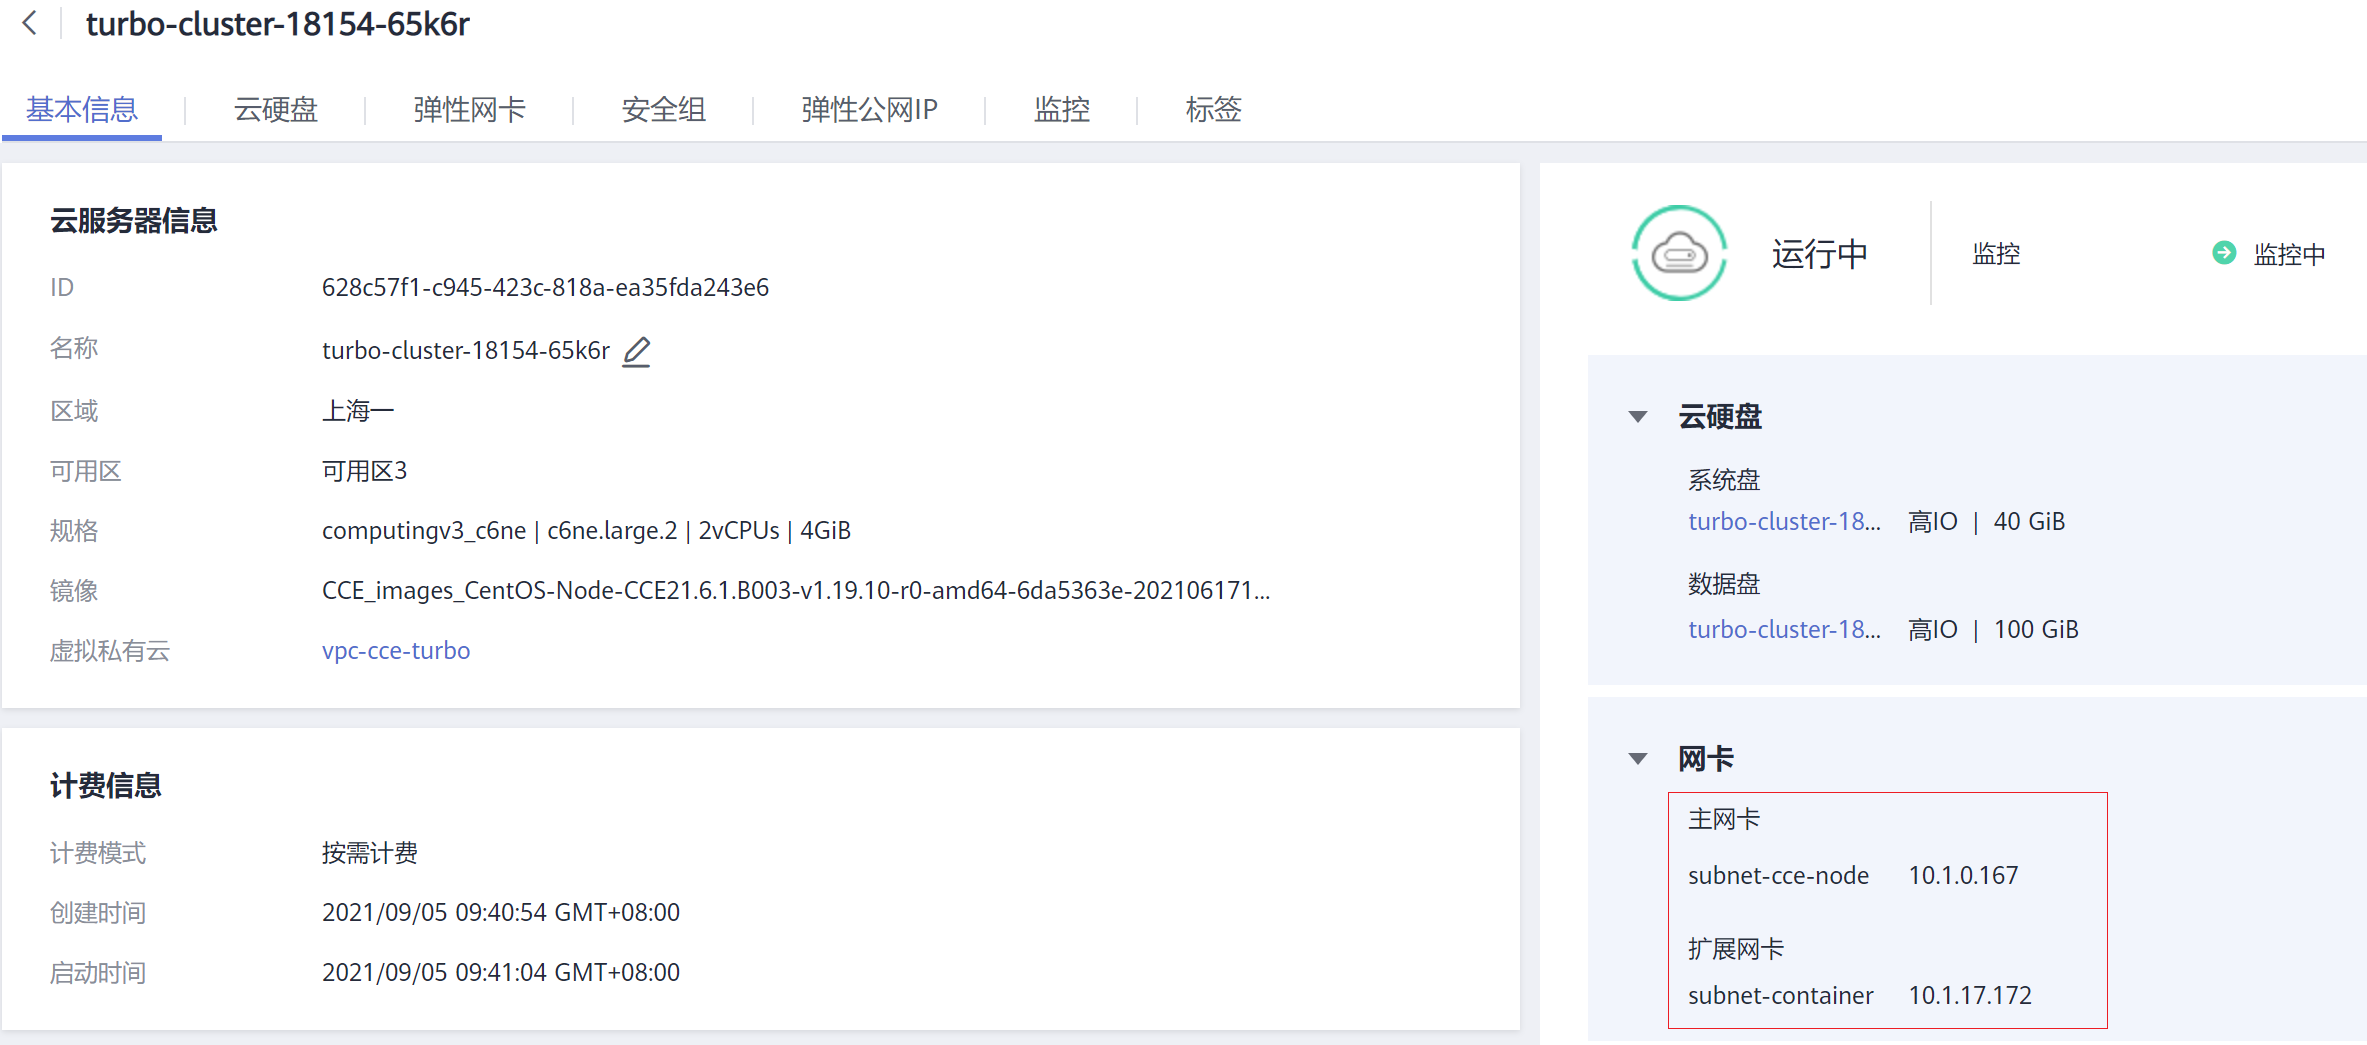 turbo-cluster-18154-65k6r
基本信息 云硬盘 弹性网卡 安全组 弹性公网IP 监控 标签
云服务器信息
ID 628c57f1-c945-423c-818a-ea35fda243e6
名称 turbo-cluster-18154-65k6r
区域 上海一
可用区 可用区3
规格 computingv3_c6ne | c6ne.large.2 | 2vCPUs | 4GiB
镜像 CCE_images_CentOS-Node-CCE21.6.1.B003-v1.19.10-r0-amd64-6da5363e-202106171...
虚拟私有云 vpc-cce-turbo
计费信息
计费模式 按需计费
创建时间 2021/09/05 09:40:54 GMT+08:00
启动时间 2021/09/05 09:41:04 GMT+08:00
运行中 监控 监控中
云硬盘
系统盘
turbo-cluster-18... 高IO | 40 GiB
数据盘
turbo-cluster-18... 高IO | 100 GiB
网卡
主网卡
subnet-cce-node 10.1.0.167
扩展网卡
subnet-container 10.1.17.172